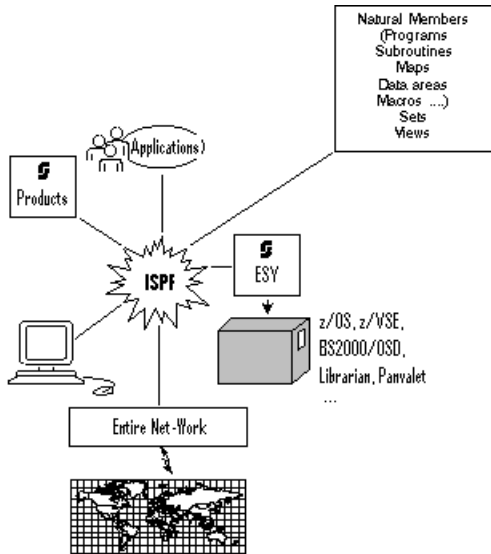 Natural Members
(Programs
Subroutines
Maps
Data areas
Macros ....)
Sets
Views
Applications)
Products
ISPF
ESY
z/OS, z/VSE,
BS2000/OSD,
Librarian, Panvalet
...
Entire Net-Work